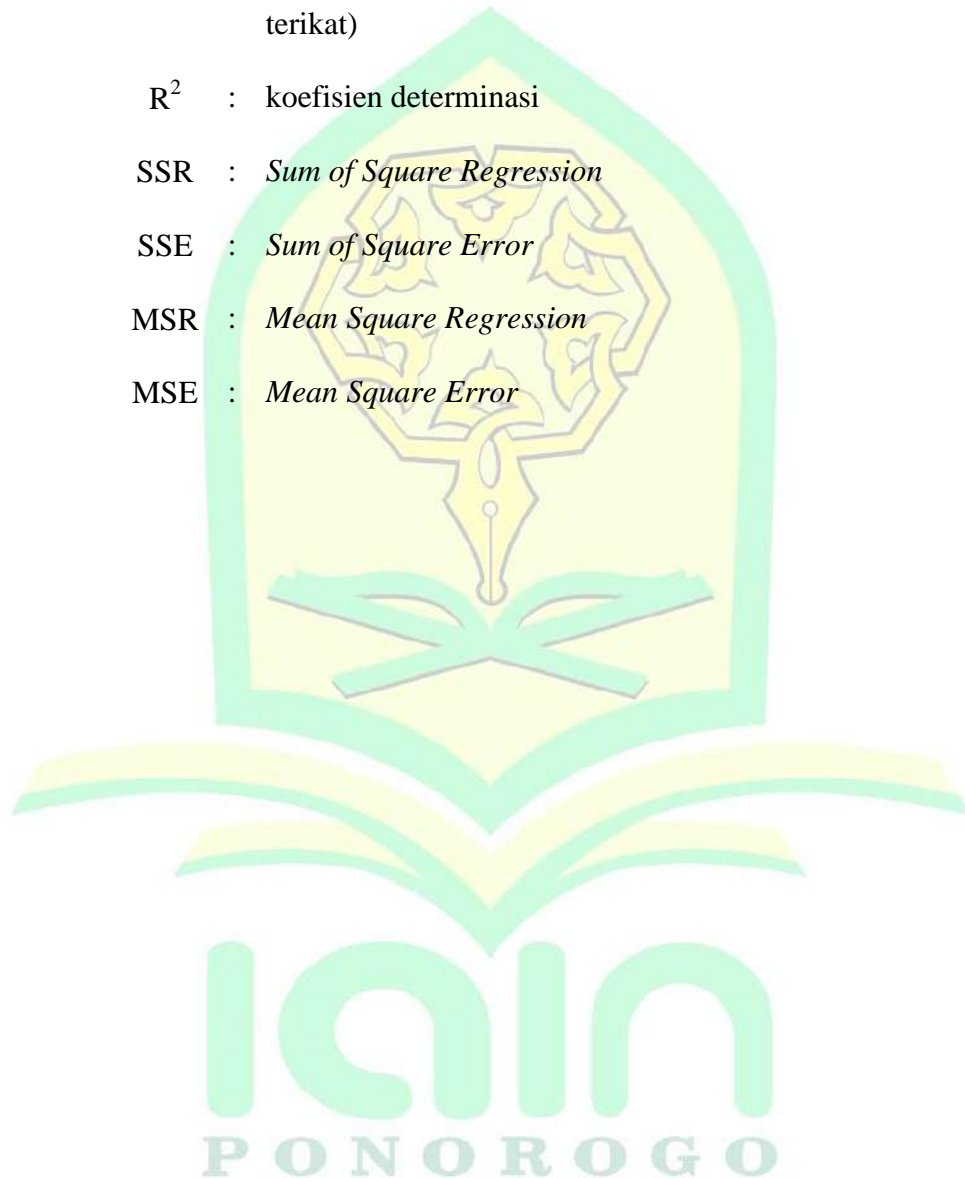 terikat)
R² : koefisien determinasi
SSR : Sum of Square Regression
SSE : Sum of Square Error
MSR : Mean Square Regression
MSE : Mean Square Error
iain
PONOROGO